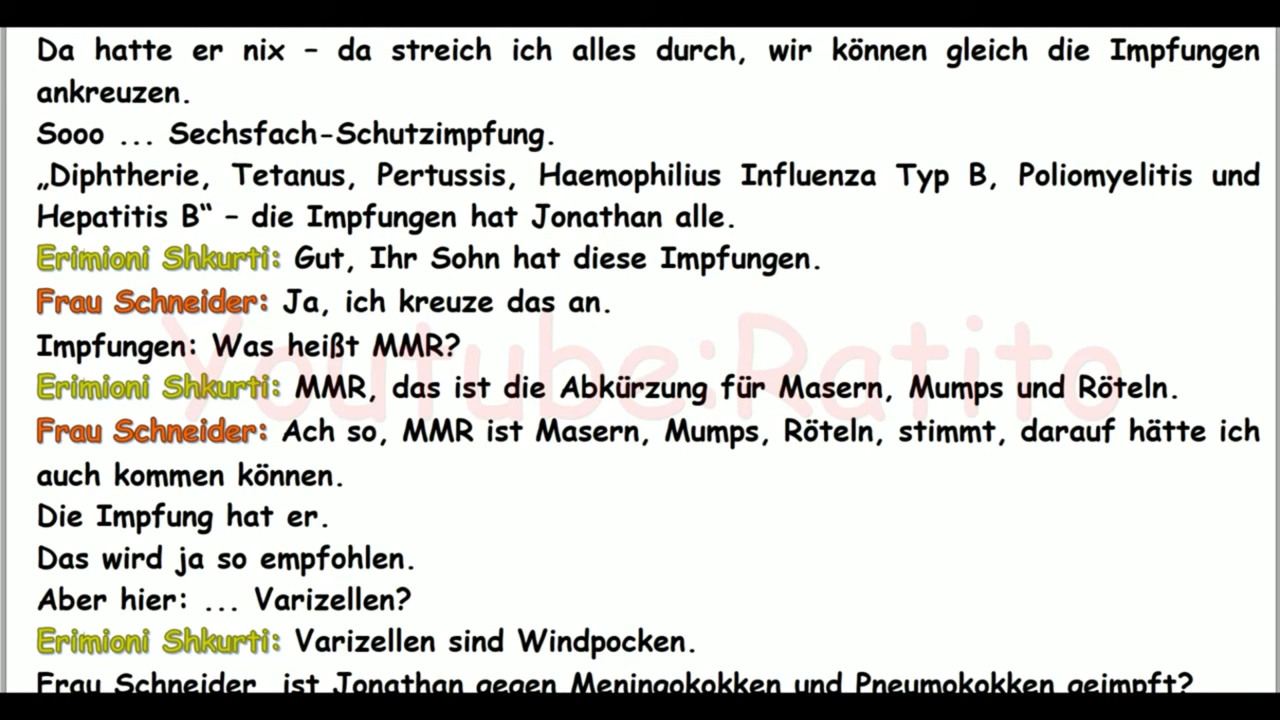 Da hatte er nix – da streich ich alles durch, wir können gleich die Impfungen
ankreuzen.
Sooo ... Sechsfach-Schutzimpfung.
„Diphtherie, Tetanus, Pertussis, Haemophilius Influenza Typ B, Poliomyelitis und
Hepatitis B“ – die Impfungen hat Jonathan alle.
Erimioni Shkurti: Gut, Ihr Sohn hat diese Impfungen.
Frau Schneider: Ja, ich kreuze das an.
Impfungen: Was heißt MMR?
Erimioni Shkurti: MMR, das ist die Abkürzung für Masern, Mumps und Röteln.
Frau Schneider: Ach so, MMR ist Masern, Mumps, Röteln, stimmt, darauf hätte ich
auch kommen können.
Die Impfung hat er.
Das wird ja so empfohlen.
Aber hier: ... Varizellen?
Erimioni Shkurti: Varizellen sind Windpocken.
Frau Schneider, ist Jonathan gegen Meningokokken und Pneumokokken geimpft?
Youtube:Ratito